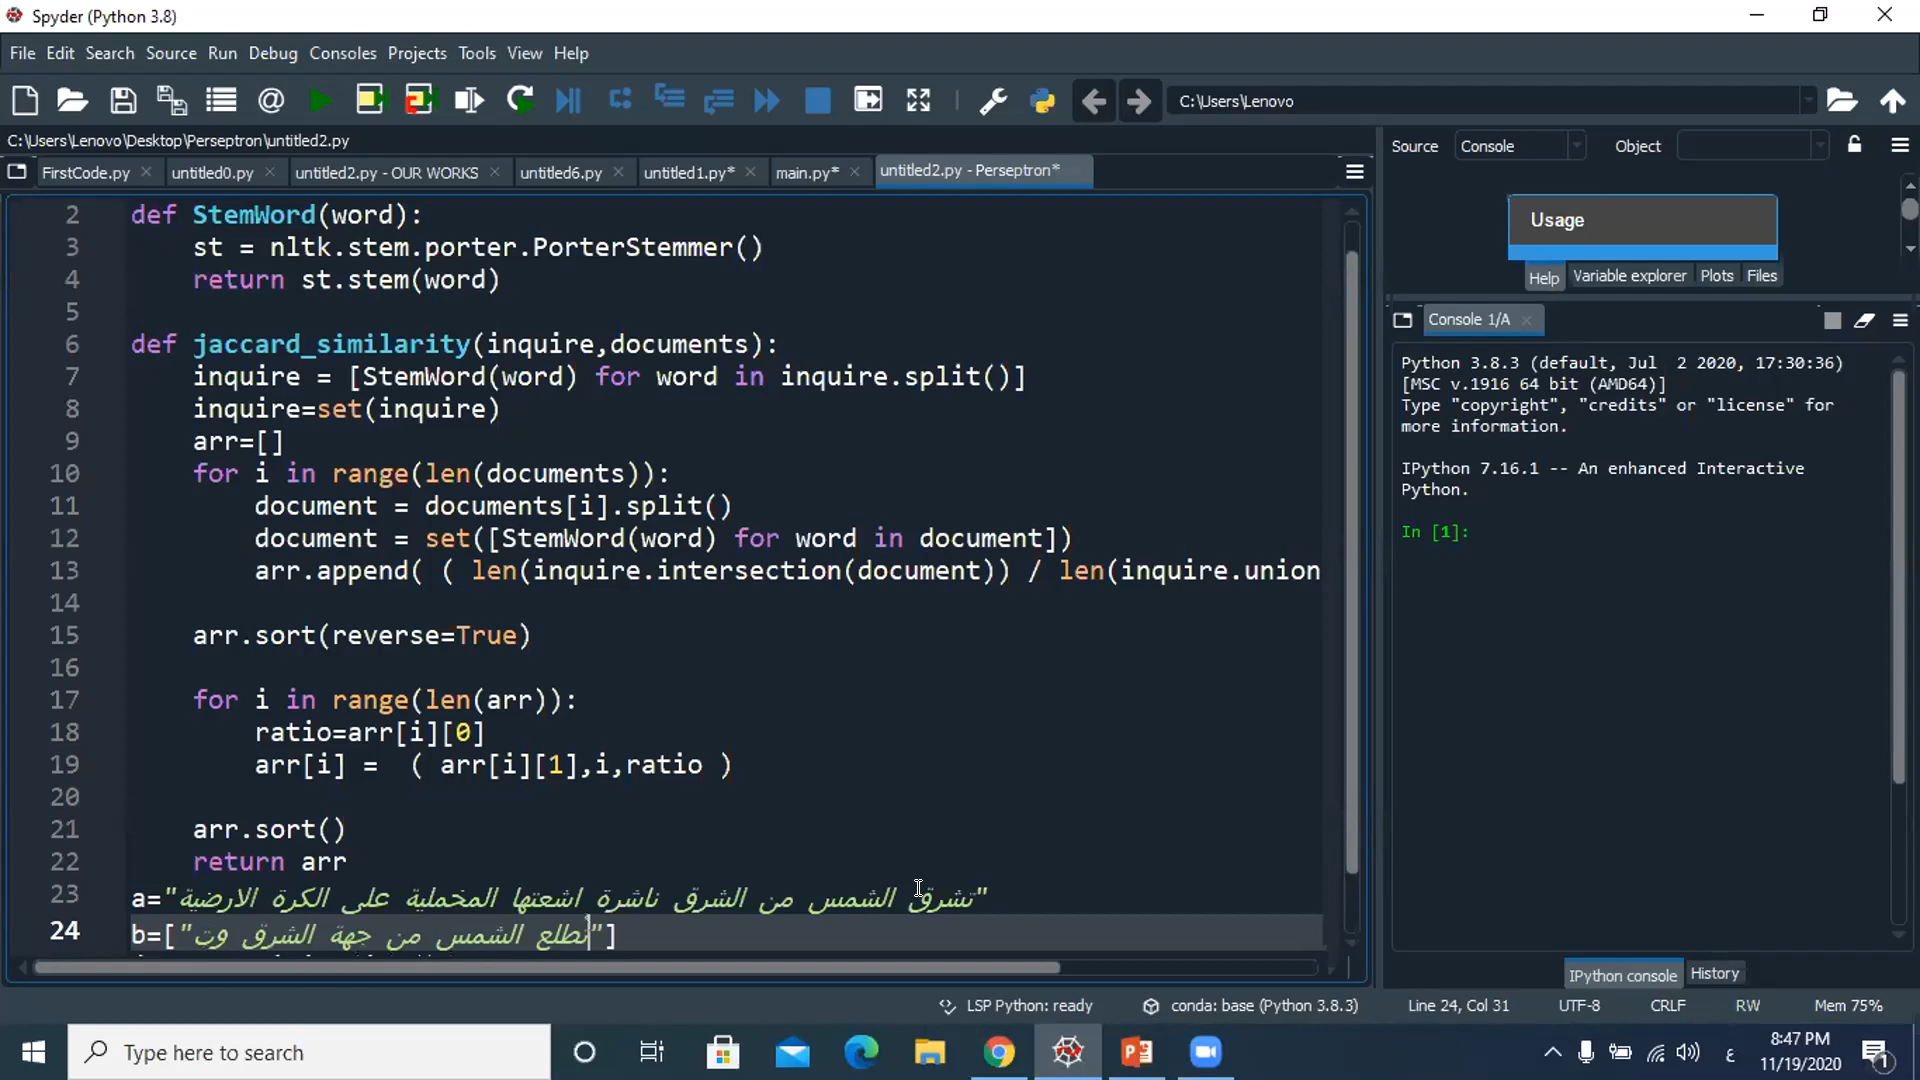 Spyder (Python 3.8)
File Edit Search Source Run Debug Consoles Projects Tools View Help
C:\Users\Lenovo
C:\Users\Lenovo\Desktop\Perseptron\untitled2.py
FirstCode.py untitled0.py untitled2.py - OUR WORKS untitled6.py untitled1.py* main.py* untitled2.py - Perseptron*
2 def StemWord(word):
3 st = nltk.stem.porter.PorterStemmer()
4 return st.stem(word)
5
6 def jaccard_similarity(inquire,documents):
7 inquire = [StemWord(word) for word in inquire.split()]
8 inquire=set(inquire)
9 arr=[]
10 for i in range(len(documents)):
11 document = documents[i].split()
12 document = set([StemWord(word) for word in document])
13 arr.append( ( len(inquire.intersection(document)) / len(inquire.union
14
15 arr.sort(reverse=True)
16
17 for i in range(len(arr)):
18 ratio=arr[i][0]
19 arr[i] =  ( arr[i][1],i,ratio )
20
21 arr.sort()
22 return arr
23 a="تشرق الشمس من الشرق ناشرة اشعتها المخملية على الكرة الارضية"
24 b=["تطلع الشمس من جهة الشرق وت"]
Source Console Object
Usage
Help Variable explorer Plots Files
Console 1/A
Python 3.8.3 (default, Jul  2 2020, 17:30:36)
[MSC v.1916 64 bit (AMD64)]
Type "copyright", "credits" or "license" for
more information.
IPython 7.16.1 -- An enhanced Interactive
Python.
In [1]:
IPython console History
LSP Python: ready conda: base (Python 3.8.3) Line 24, Col 31 UTF-8 CRLF RW Mem 75%
Type here to search
ع
8:47 PM
11/19/2020
1